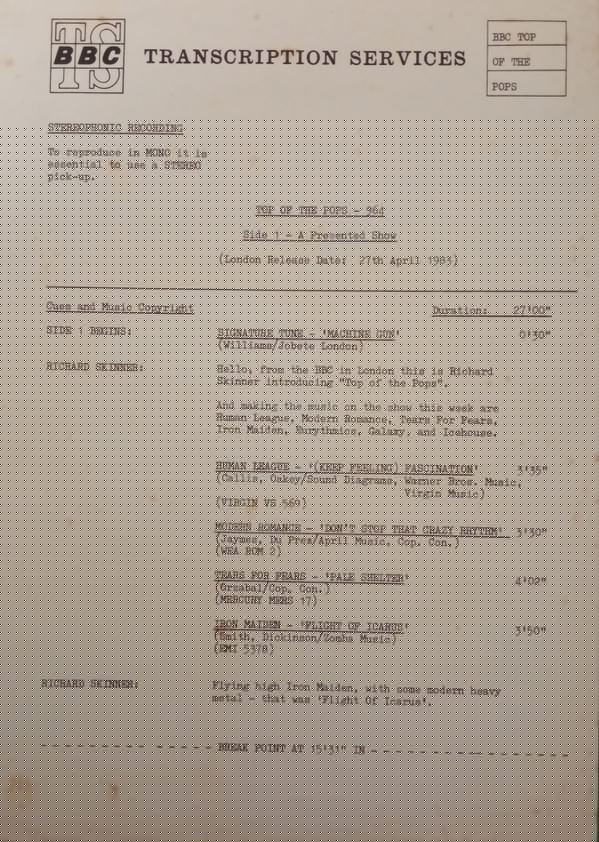 BBC TS
TRANSCRIPTION SERVICES
BBC TOP
OF THE
POPS
STEREOPHONIC RECORDING
To reproduce in MONO it is
essential to use a STEREO
pick-up.
TOP OF THE POPS - 964
Side 1 - A Presented Show
(London Release Date: 27th April 1983)
Cues and Music Copyright
Duration: 27'00"
SIDE 1 BEGINS:
SIGNATURE TUNE - 'MACHINE GUN' 0'30"
(Williams/Jobete London)
RICHARD SKINNER:
Hello, from the BBC in London this is Richard
Skinner introducing "Top of the Pops".
And making the music on the show this week are
Human League, Modern Romance, Tears For Fears,
Iron Maiden, Eurythmics, Galaxy, and Icehouse.
HUMAN LEAGUE - '(KEEP FEELING) FASCINATION' 3'35"
(Callis, Oakey/Sound Diagrams, Warner Bros. Music,
Virgin Music)
(VIRGIN VS 569)
MODERN ROMANCE - 'DON'T STOP THAT CRAZY RHYTHM' 3'30"
(Jaymes, Du Prez/April Music, Cop. Con.)
(WEA ROM 2)
TEARS FOR FEARS - 'PALE SHELTER' 4'02"
(Orzabal/Cop. Con.)
(MERCURY MERS 17)
IRON MAIDEN - 'FLIGHT OF ICARUS' 3'50"
(Smith, Dickinson/Zomba Music)
(EMI 5378)
RICHARD SKINNER:
Flying high Iron Maiden, with some modern heavy
metal - that was 'Flight Of Icarus'.
BREAK POINT AT 15'31" IN